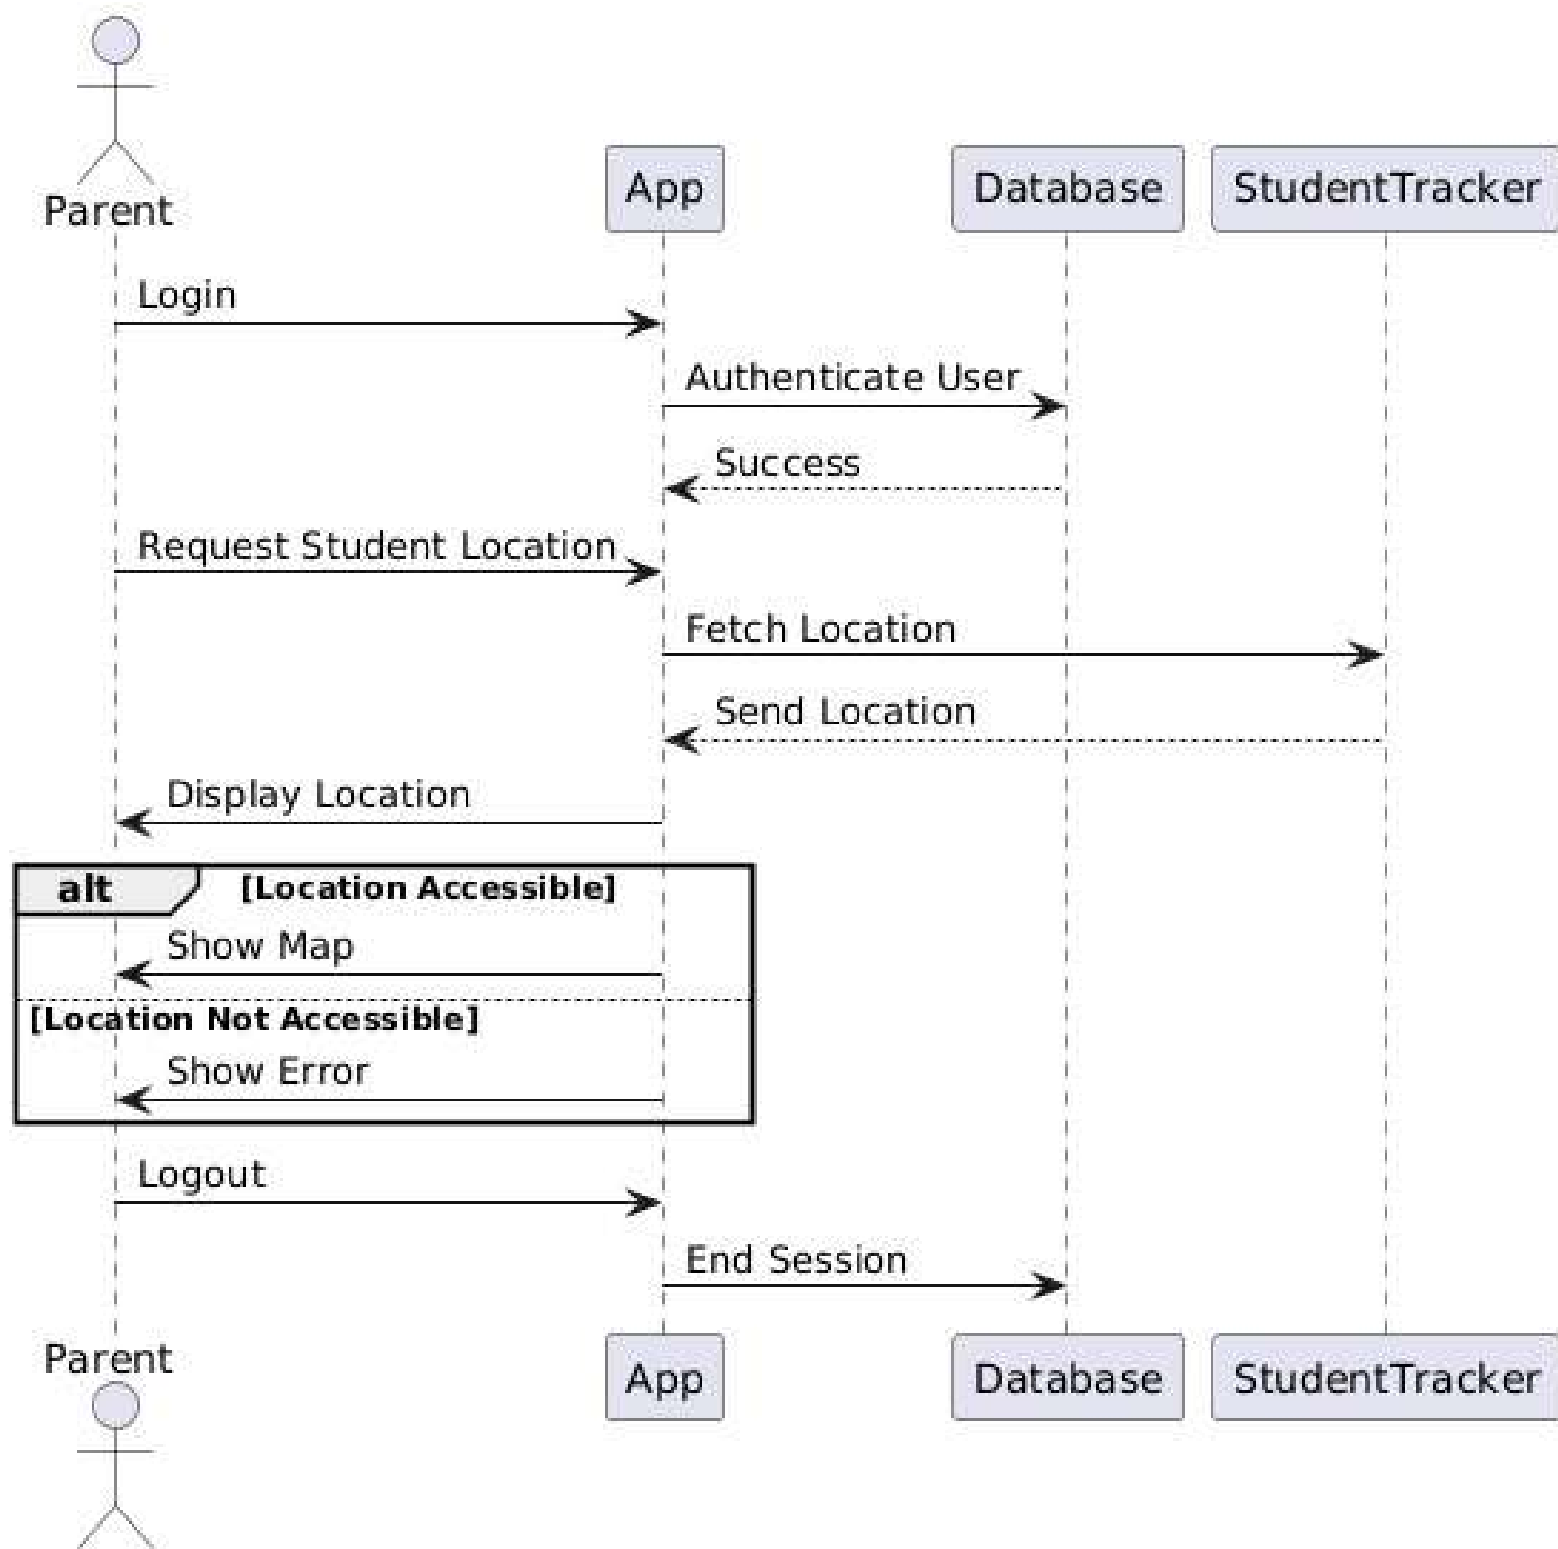 Parent
App
Database
StudentTracker
Login
Authenticate User
Success
Request Student Location
Fetch Location
Send Location
Display Location
alt [Location Accessible]
Show Map
[Location Not Accessible]
Show Error
Logout
End Session
Parent
App
Database
StudentTracker